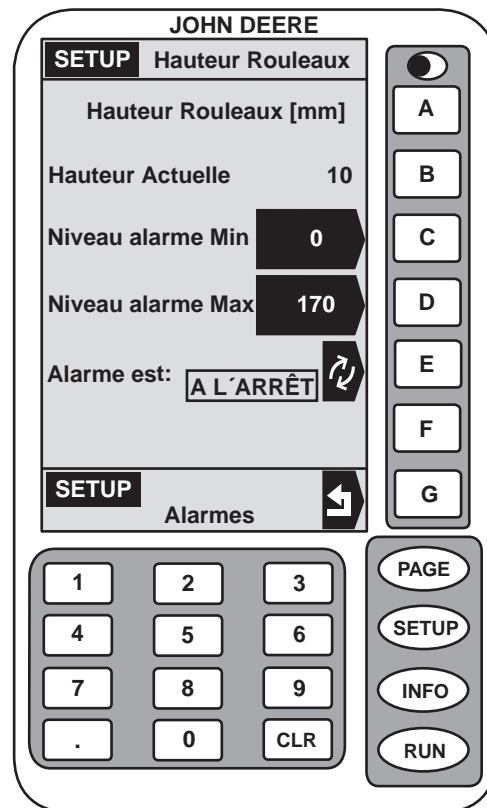 JOHN DEERE
SETUP Hauteur Rouleaux
Hauteur Rouleaux [mm]
Hauteur Actuelle 10
Niveau alarme Min 0
Niveau alarme Max 170
Alarme est: A L´ARRÊT
SETUP
Alarmes
A
B
C
D
E
F
G
1 2 3
4 5 6
7 8 9
. 0 CLR
PAGE
SETUP
INFO
RUN